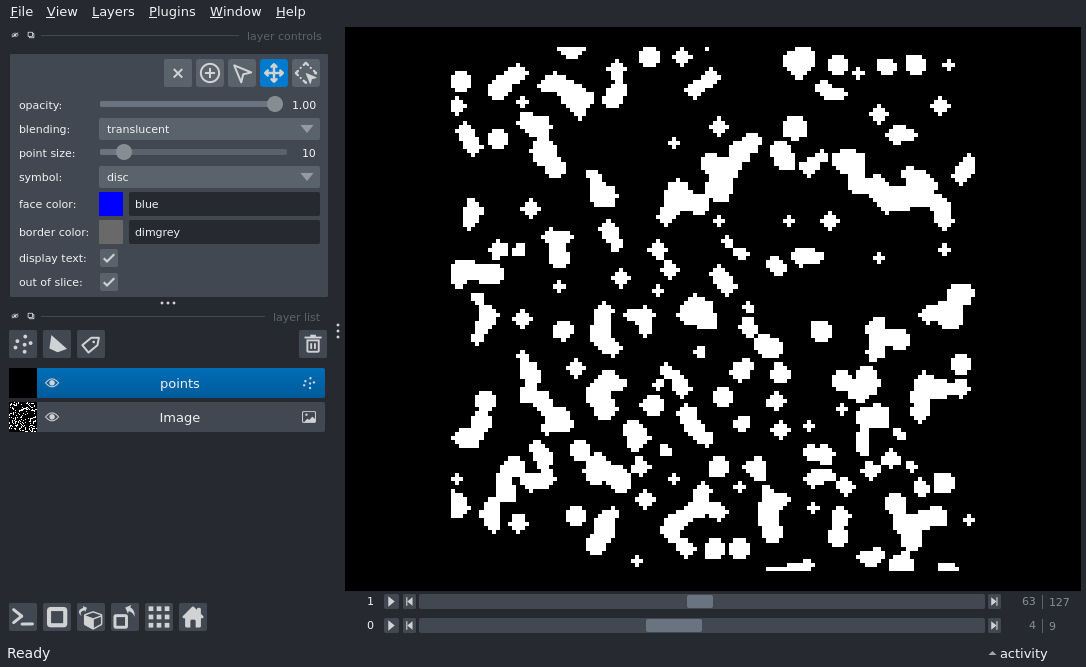 File View Layers Plugins Window Help
layer controls
opacity: 1.00
blending: translucent
point size: 10
symbol: disc
face color: blue
border color: dimgrey
display text:
out of slice:
layer list
points
Image
1 63 127
0 4 9
Ready activity